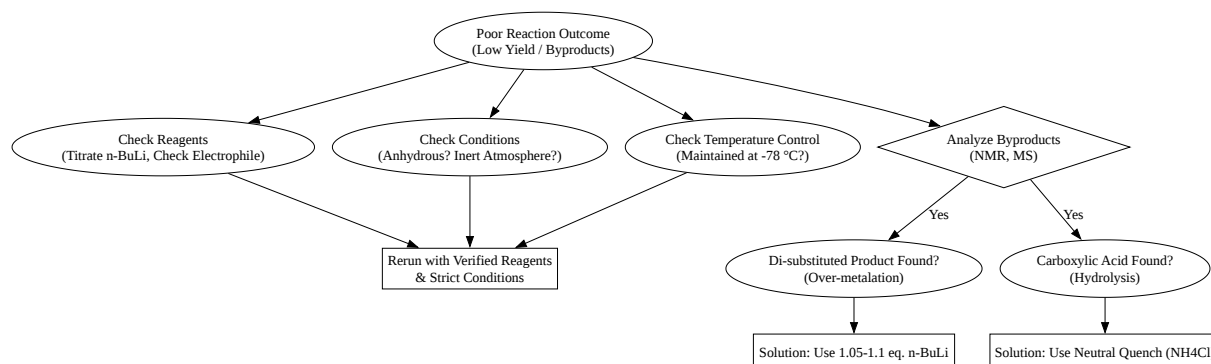 Poor Reaction Outcome
(Low Yield / Byproducts)
Check Reagents
(Titrate n-BuLi, Check Electrophile)
Check Conditions
(Anhydrous? Inert Atmosphere?)
Check Temperature Control
(Maintained at -78 °C?)
Analyze Byproducts
(NMR, MS)
Yes
Yes
Rerun with Verified Reagents
& Strict Conditions
Di-substituted Product Found?
(Over-metalation)
Carboxylic Acid Found?
(Hydrolysis)
Solution: Use 1.05-1.1 eq. n-BuLi
Solution: Use Neutral Quench (NH4Cl